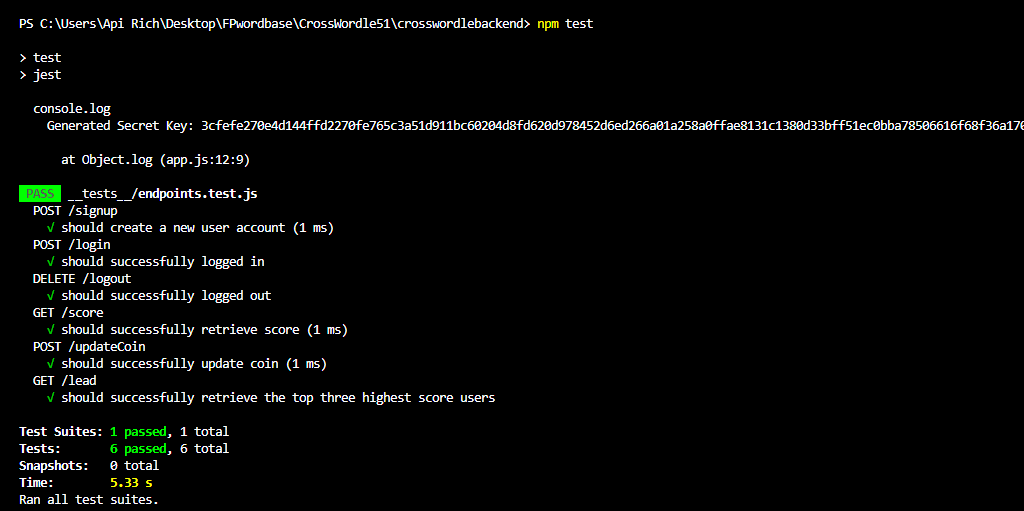 PS C:\Users\Api Rich\Desktop\FPwordbase\CrossWordle51\crosswordlebackend> npm test
> test
> jest
console.log
Generated Secret Key: 3cfefe270e4d144ffd2270fe765c3a51d911bc60204d8fd620d978452d6ed266a01a258a0ffae8131c1380d33bff51ec0bba78506616f68f36a170
at Object.log (app.js:12:9)
PASS __tests__/endpoints.test.js
POST /signup
√ should create a new user account (1 ms)
POST /login
√ should successfully logged in
DELETE /logout
√ should successfully logged out
GET /score
√ should successfully retrieve score (1 ms)
POST /updateCoin
√ should successfully update coin (1 ms)
GET /lead
√ should successfully retrieve the top three highest score users
Test Suites: 1 passed, 1 total
Tests: 6 passed, 6 total
Snapshots: 0 total
Time: 5.33 s
Ran all test suites.